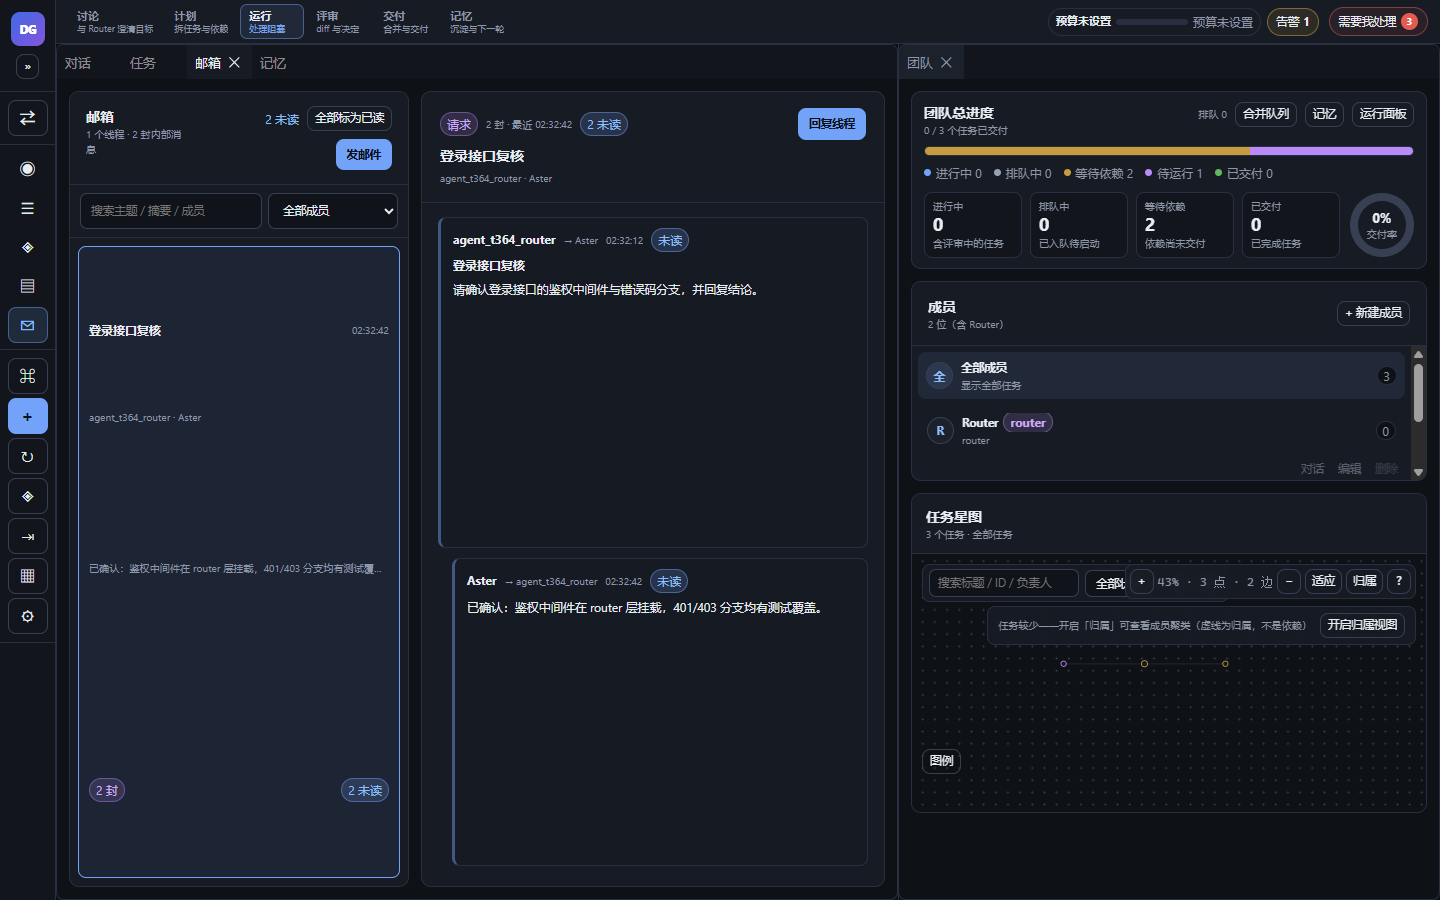 DG
»
讨论
与 Router 澄清目标
计划
拆任务与依赖
运行
处理阻塞
评审
diff 与决定
交付
合并与交付
记忆
沉淀与下一轮
预算未设置 预算未设置
告警 1
需要我处理 3
对话
任务
邮箱
记忆
邮箱
1 个线程 · 2 封内部消
息
2 未读
全部标为已读
发邮件
搜索主题 / 摘要 / 成员
全部成员
登录接口复核 02:32:42
agent_t364_router · Aster
已确认：鉴权中间件在 router 层挂载，401/403 分支均有测试覆...
2 封
2 未读
请求 2 封 · 最近 02:32:42 2 未读
回复线程
登录接口复核
agent_t364_router · Aster
agent_t364_router → Aster 02:32:12 未读
登录接口复核
请确认登录接口的鉴权中间件与错误码分支，并回复结论。
Aster → agent_t364_router 02:32:42 未读
已确认：鉴权中间件在 router 层挂载，401/403 分支均有测试覆盖。
团队
团队总进度
0 / 3 个任务已交付
排队 0
合并队列
记忆
运行面板
进行中 0 排队中 0 等待依赖 2 待运行 1 已交付 0
进行中
0
含评审中的任务
排队中
0
已入队待启动
等待依赖
2
依赖尚未交付
已交付
0
已完成任务
0%
交付率
成员
2 位（含 Router）
+ 新建成员
全 全部成员
显示全部任务
3
R Router router
router
0
对话 编辑 删除
任务星图
3 个任务 · 全部任务
搜索标题 / ID / 负责人
+ 43% · 3 点 · 2 边 − 适应 归属 ?
任务较少——开启「归属」可查看成员聚类（虚线为归属，不是依赖）
开启归属视图
图例